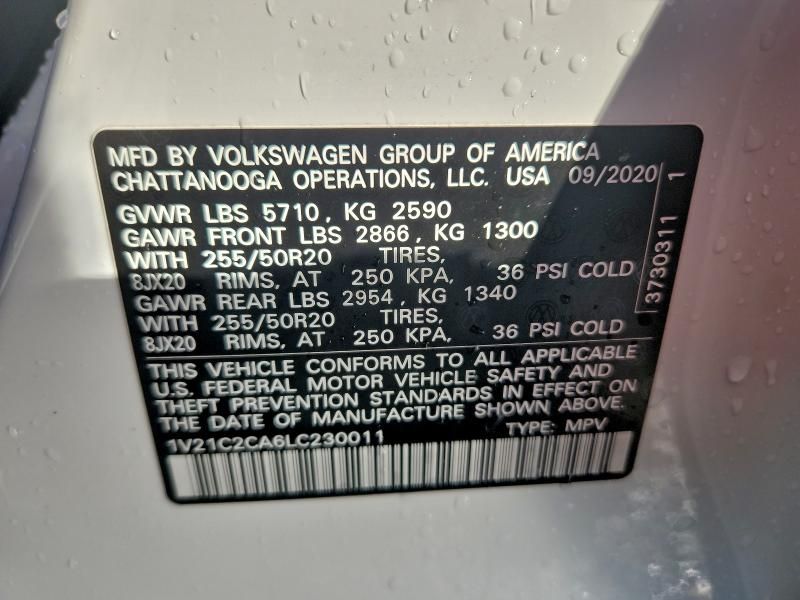 MFD BY VOLKSWAGEN GROUP OF AMERICA
CHATTANOOGA OPERATIONS, LLC. USA 09/2020
GVWR LBS 5710, KG 2590
GAWR FRONT LBS 2866, KG 1300
WITH 255/50R20 TIRES,
8JX20 RIMS, AT 250 KPA, 36 PSI COLD
GAWR REAR LBS 2954, KG 1340
WITH 255/50R20 TIRES,
8JX20 RIMS, AT 250 KPA, 36 PSI COLD
THIS VEHICLE CONFORMS TO ALL APPLICABLE
U.S. FEDERAL MOTOR VEHICLE SAFETY AND
THEFT PREVENTION STANDARDS IN EFFECT ON
THE DATE OF MANUFACTURE SHOWN ABOVE.
1V21C2CA6LC230011 TYPE: MPV
3730311 1